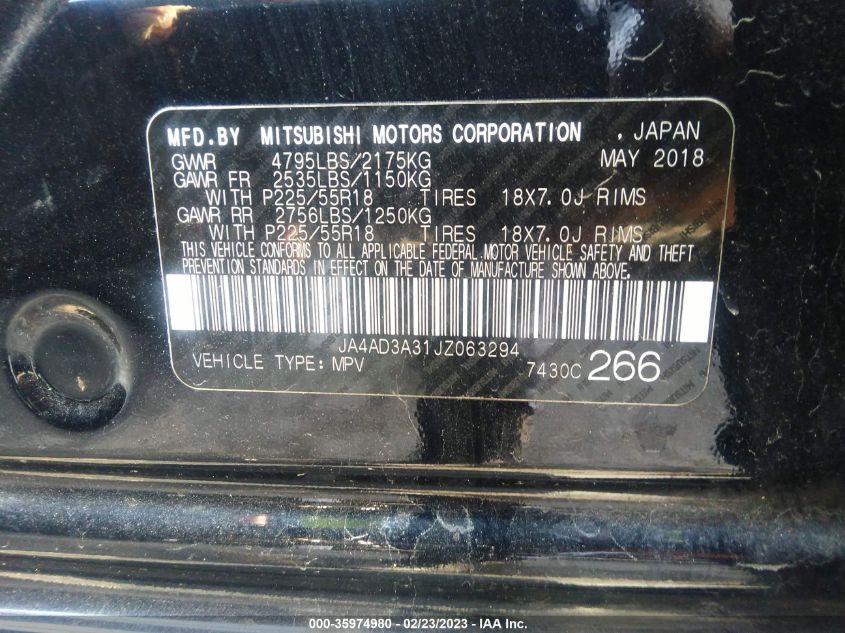 MFD.BY MITSUBISHI MOTORS CORPORATION , JAPAN
GVWR 4795LBS/2175KG MAY 2018
GAWR FR 2535LBS/1150KG
WITH P225/55R18 TIRES 18X7.0J RIMS
GAWR RR 2756LBS/1250KG
WITH P225/55R18 TIRES 18X7.0J RIMS
THIS VEHICLE CONFORMS TO ALL APPLICABLE FEDERAL MOTOR VEHICLE SAFETY AND THEFT
PREVENTION STANDARDS IN EFFECT ON THE DATE OF MANUFACTURE SHOWN ABOVE.
JA4AD3A31JZ063294
VEHICLE TYPE: MPV 7430C 266
000-35974980 - 02/23/2023 - IAA Inc.